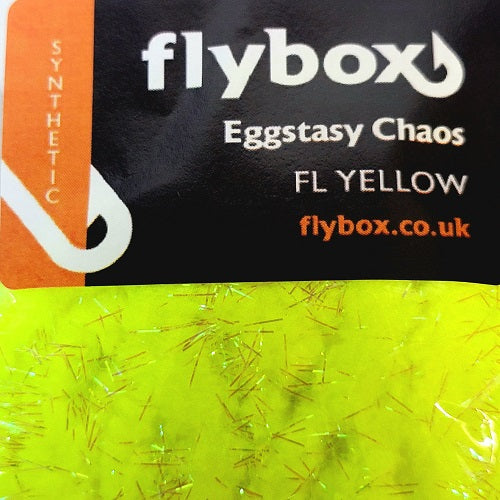 SYNTHETIC
flybox
Eggstasy Chaos
FL YELLOW
flybox.co.uk